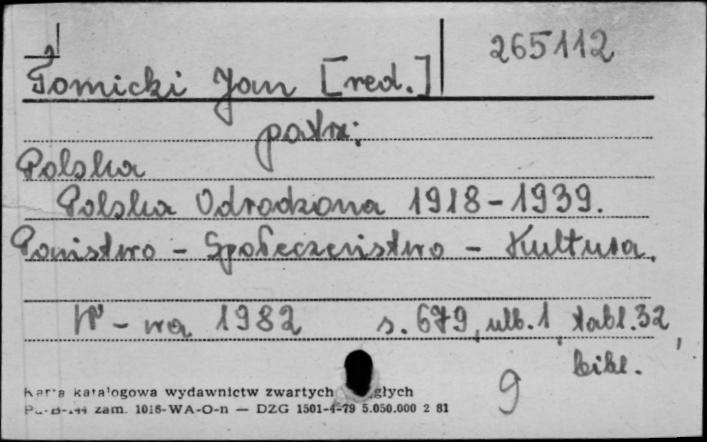 265112
Tomicki Jan [red.]
patrz:
Polska
Polska Odrodzona 1918-1939.
Państwo - Społeczeństwo - Kultura.
W-wa 1982 s. 679, ulb. 1, tabl. 32,
bibl.
9
Karta katalogowa wydawnictw zwartych
zam. 1016-WA-O-n — DZG 1501-4-79 5.050.000 2 81